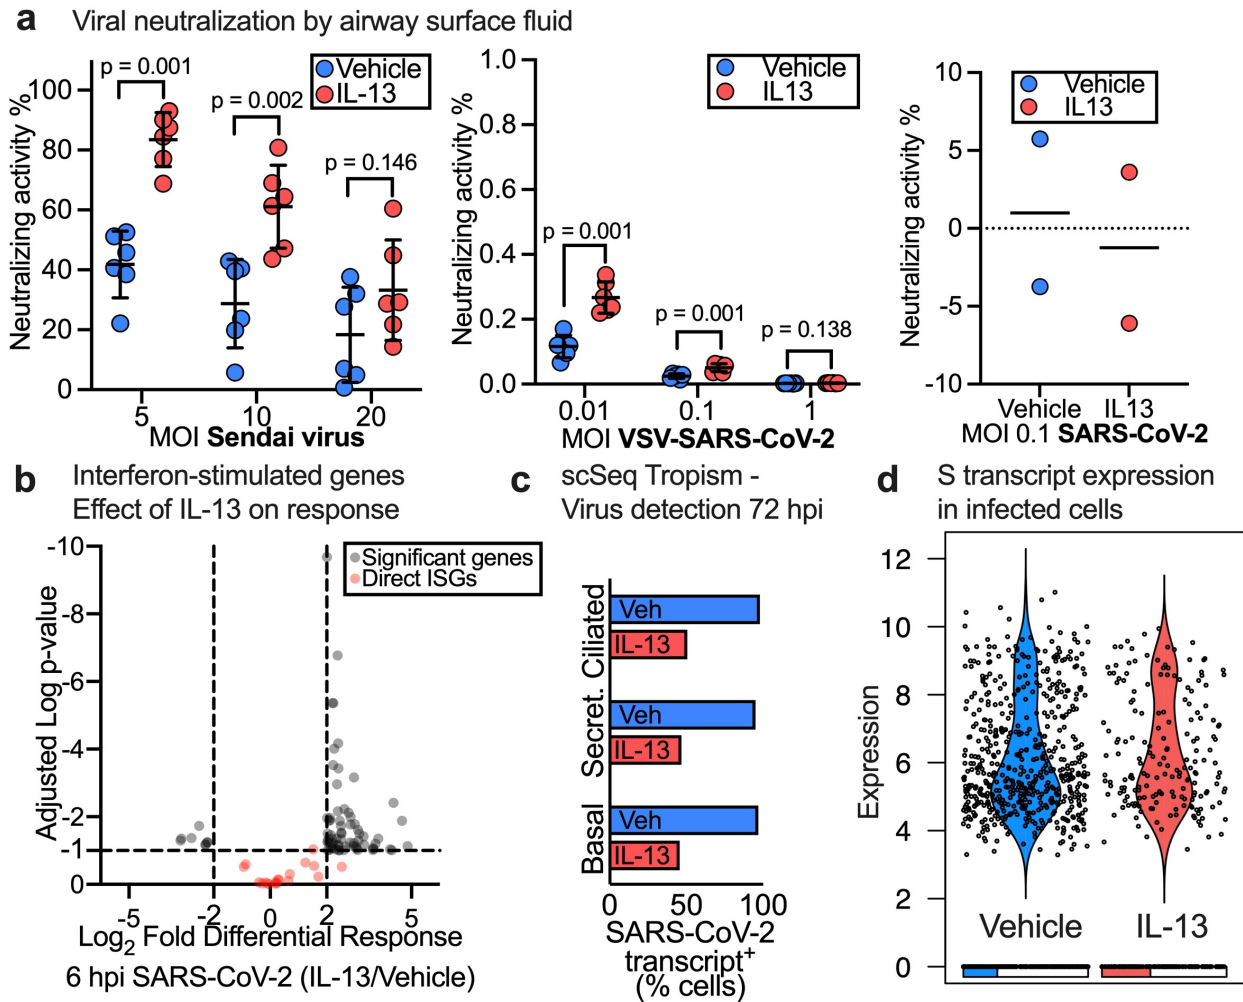 a Viral neutralization by airway surface fluid
Neutralizing activity %
100
80
60
40
20
0
Vehicle
IL-13
p = 0.001
p = 0.002
p = 0.146
5 10 20
MOI Sendai virus
Neutralizing activity %
1.0
0.8
0.6
0.4
0.2
0.0
Vehicle
IL13
p = 0.001
p = 0.001
p = 0.138
0.01 0.1 1
MOI VSV-SARS-CoV-2
Neutralizing activity %
10
5
0
-5
-10
Vehicle
IL13
Vehicle IL13
MOI 0.1 SARS-CoV-2
b Interferon-stimulated genes
Effect of IL-13 on response
Adjusted Log p-value
-10
-8
-6
-4
-2
-1
0
Significant genes
Direct ISGs
-5 -2 0 2 5
Log2 Fold Differential Response
6 hpi SARS-CoV-2 (IL-13/Vehicle)
c scSeq Tropism -
Virus detection 72 hpi
Ciliated
Veh
IL-13
Secret.
Veh
IL-13
Basal
Veh
IL-13
0 50 100
SARS-CoV-2
transcript+
(% cells)
d S transcript expression
in infected cells
Expression
12
10
8
6
4
2
0
Vehicle IL-13